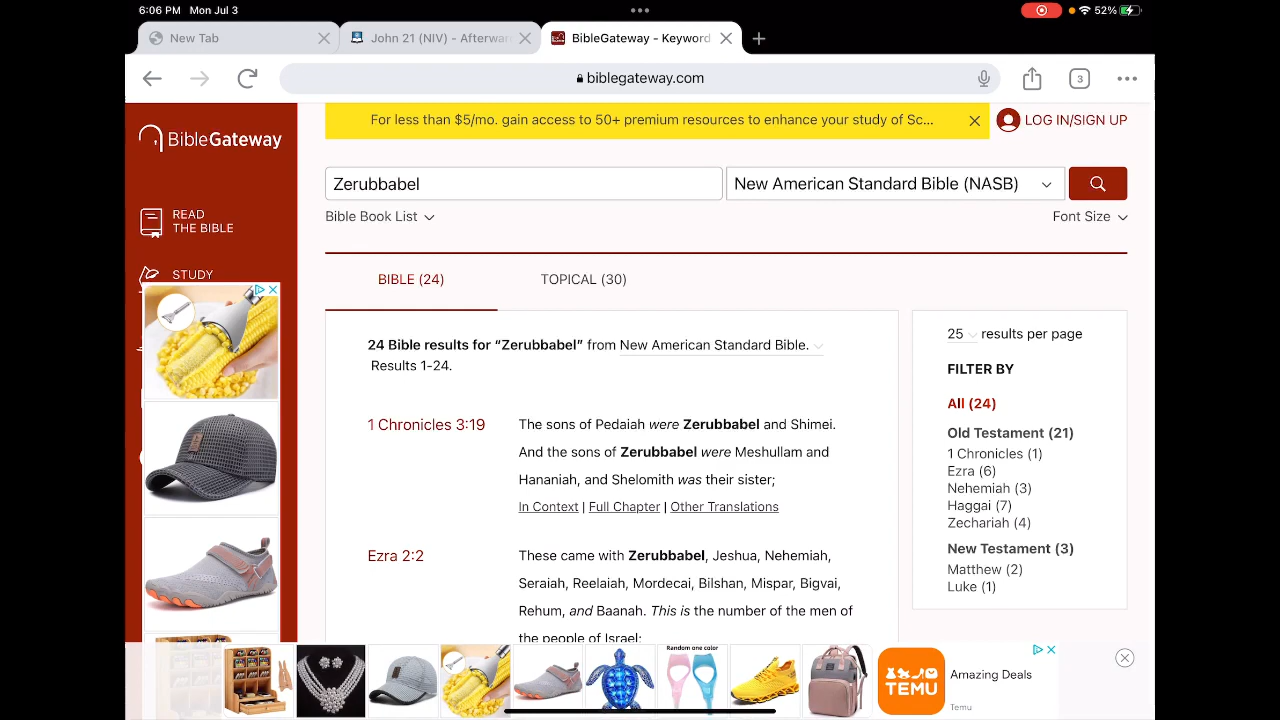 6:06 PM Mon Jul 3
52%
New Tab
John 21 (NIV) - Afterwar
BibleGateway - Keyword
biblegateway.com
3
BibleGateway
For less than $5/mo. gain access to 50+ premium resources to enhance your study of Sc...
LOG IN/SIGN UP
Zerubbabel
New American Standard Bible (NASB)
Bible Book List
Font Size
READ
THE BIBLE
STUDY
BIBLE (24)
TOPICAL (30)
24 Bible results for “Zerubbabel” from New American Standard Bible.
Results 1-24.
1 Chronicles 3:19
The sons of Pedaiah were Zerubbabel and Shimei.
And the sons of Zerubbabel were Meshullam and
Hananiah, and Shelomith was their sister;
In Context | Full Chapter | Other Translations
Ezra 2:2
These came with Zerubbabel, Jeshua, Nehemiah,
Seraiah, Reelaiah, Mordecai, Bilshan, Mispar, Bigvai,
Rehum, and Baanah. This is the number of the men of
the people of Israel:
25 results per page
FILTER BY
All (24)
Old Testament (21)
1 Chronicles (1)
Ezra (6)
Nehemiah (3)
Haggai (7)
Zechariah (4)
New Testament (3)
Matthew (2)
Luke (1)
Random one color
TEMU
Amazing Deals
Temu